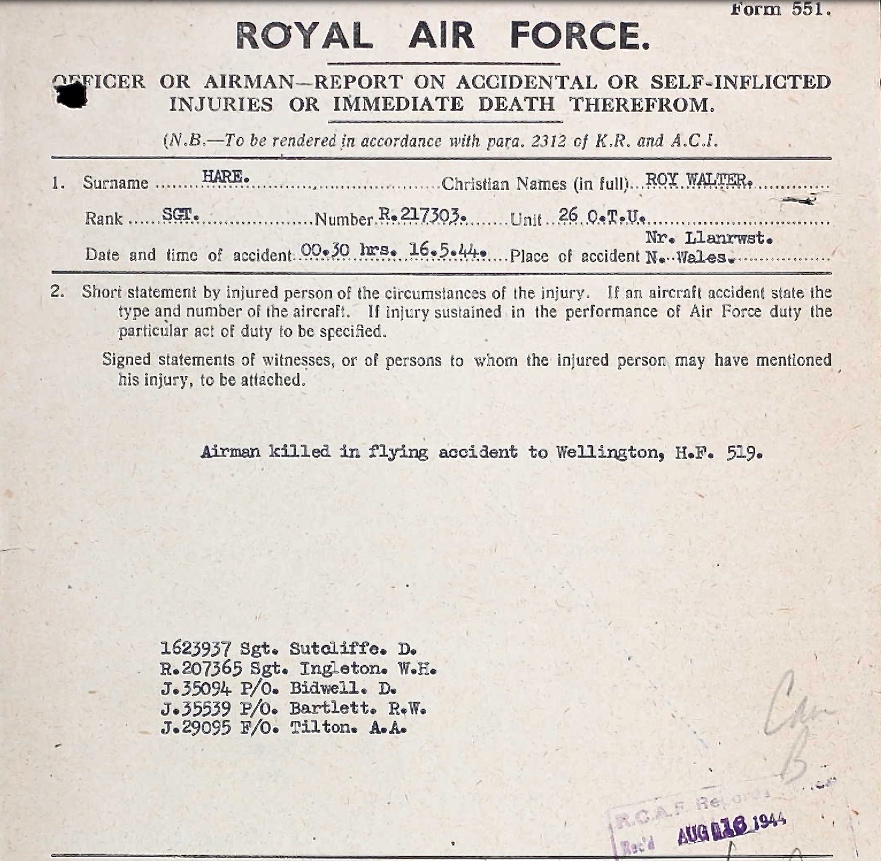 Form 551.
ROYAL AIR FORCE.
OFFICER OR AIRMAN—REPORT ON ACCIDENTAL OR SELF-INFLICTED
INJURIES OR IMMEDIATE DEATH THEREFROM.
(N.B.—To be rendered in accordance with para. 2312 of K.R. and A.C.I.
1. Surname HARE. Christian Names (in full) ROY WALTER.
Rank SGT. Number R.217303. Unit 26 O.T.U.
Nr. Llanrwst.
Date and time of accident 00.30 hrs. 16.5.44. Place of accident N. Wales.
2. Short statement by injured person of the circumstances of the injury. If an aircraft accident state the
type and number of the aircraft. If injury sustained in the performance of Air Force duty the
particular act of duty to be specified.
Signed statements of witnesses, or of persons to whom the injured person may have mentioned
his injury, to be attached.
Airman killed in flying accident to Wellington, H.F. 519.
1623937 Sgt. Sutcliffe. D.
R.207365 Sgt. Ingleton. W.H.
J.35094 P/O. Bidwell. D.
J.35539 P/O. Bartlett. R.W.
J.29095 F/O. Tilton. A.A.
B
R.C.A.F. Records
Rec'd AUG 16 1944